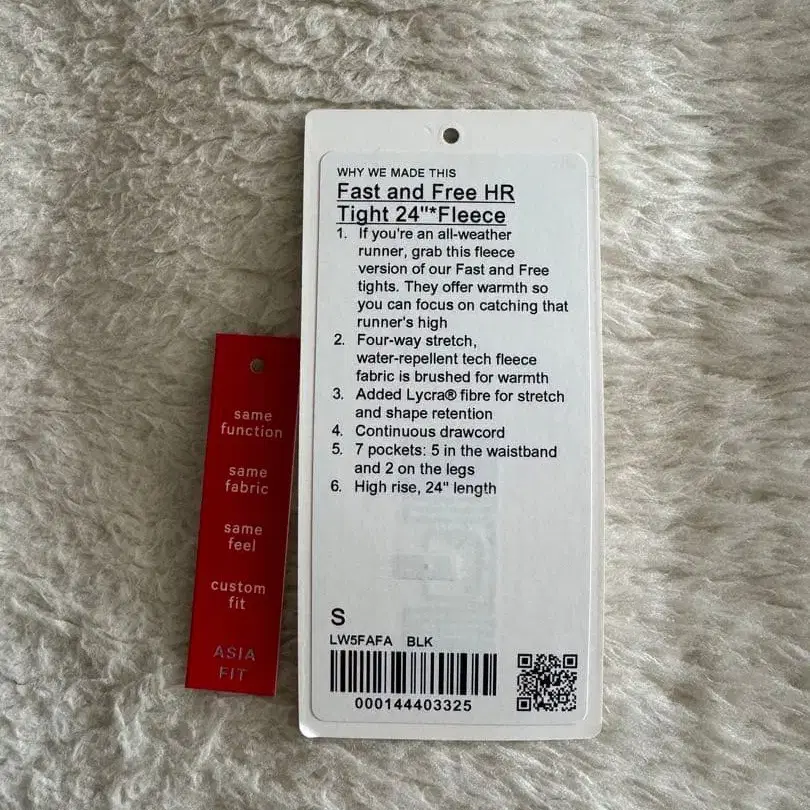 WHY WE MADE THIS
Fast and Free HR
Tight 24"*Fleece
1. If you're an all-weather
runner, grab this fleece
version of our Fast and Free
tights. They offer warmth so
you can focus on catching that
runner's high
2. Four-way stretch,
water-repellent tech fleece
fabric is brushed for warmth
3. Added Lycra® fibre for stretch
and shape retention
4. Continuous drawcord
5. 7 pockets: 5 in the waistband
and 2 on the legs
6. High rise, 24" length
S
LW5FAFA BLK
000144403325
same
function
same
fabric
same
feel
custom
fit
ASIA
FIT